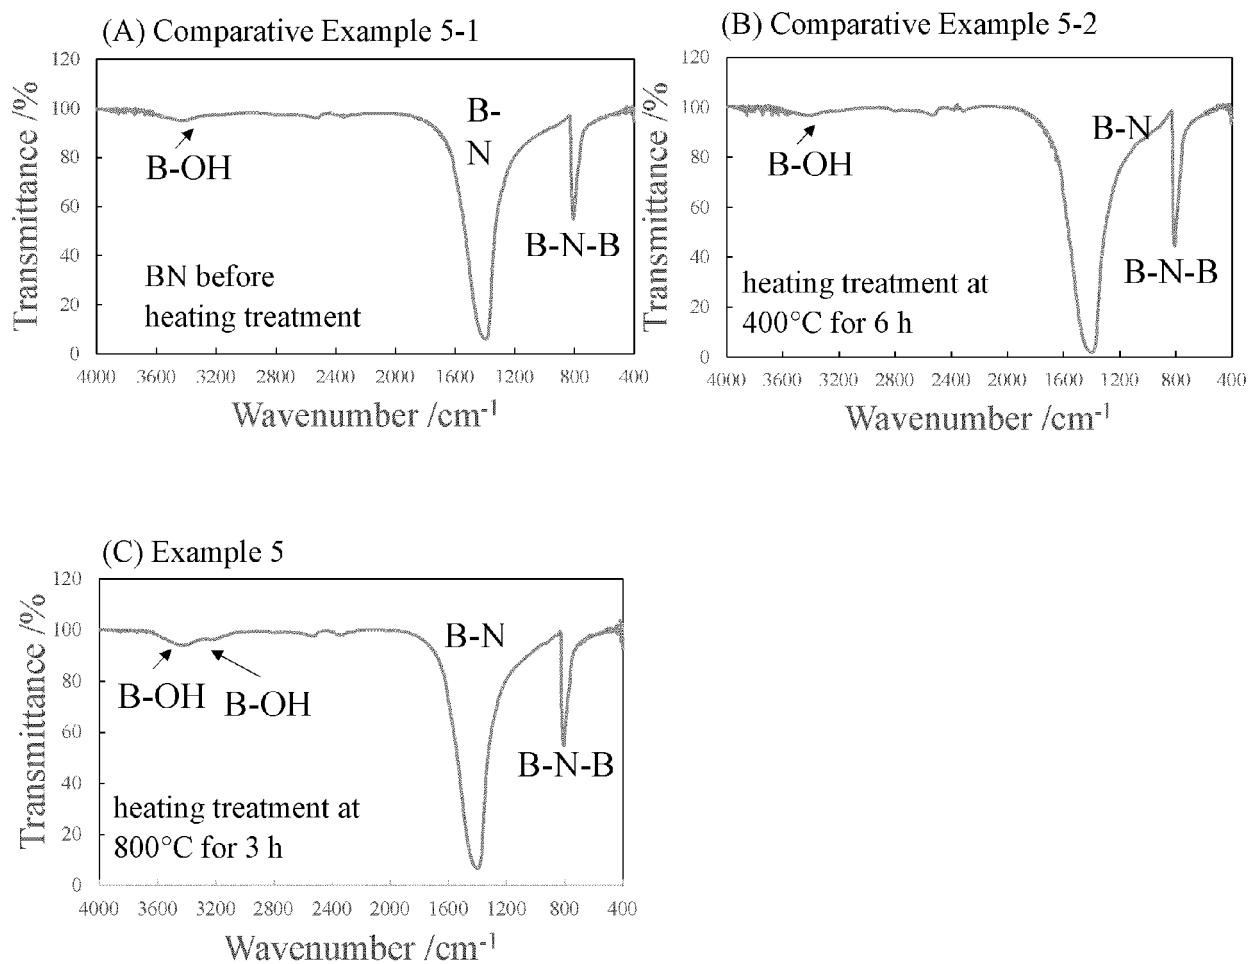 (A) Comparative Example 5-1
120
100
80
60
40
20
0
Transmittance /%
B-OH
B-
N
B-N-B
BN before
heating treatment
4000 3600 3200 2800 2400 2000 1600 1200 800 400
Wavenumber /cm-1
(B) Comparative Example 5-2
120
100
80
60
40
20
0
Transmittance /%
B-OH
B-N
B-N-B
heating treatment at
400°C for 6 h
4000 3600 3200 2800 2400 2000 1600 1200 800 400
Wavenumber /cm-1
(C) Example 5
120
100
80
60
40
20
0
Transmittance /%
B-OH
B-OH
B-N
B-N-B
heating treatment at
800°C for 3 h
4000 3600 3200 2800 2400 2000 1600 1200 800 400
Wavenumber /cm-1